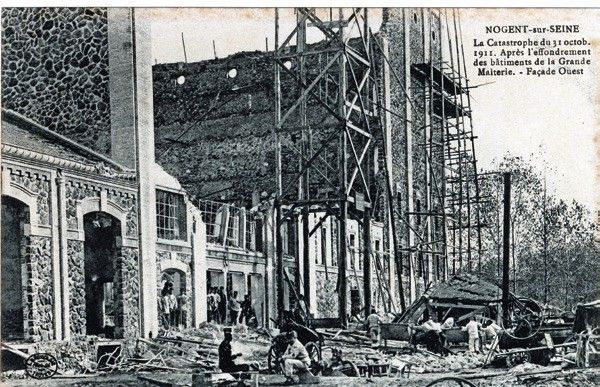 NOGENT-sur-SEINE
La Catastrophe du 31 octob.
1911. Après l'effondrement
des bâtiments de la Grande
Malterie. - Façade Ouest